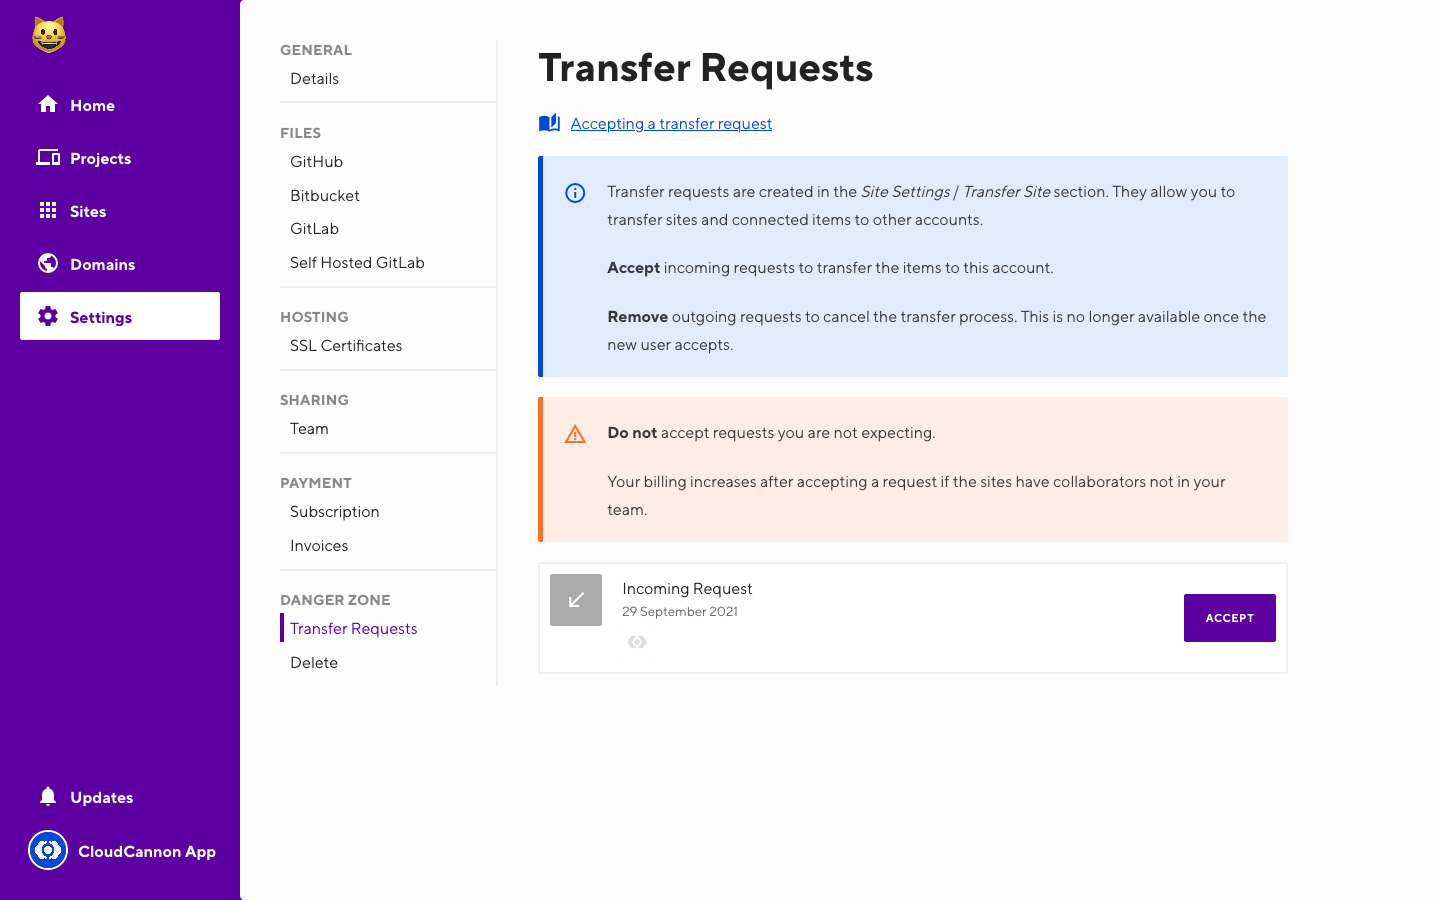 Home
Projects
Sites
Domains
Settings
Updates
CloudCannon App
GENERAL
Details
FILES
GitHub
Bitbucket
GitLab
Self Hosted GitLab
HOSTING
SSL Certificates
SHARING
Team
PAYMENT
Subscription
Invoices
DANGER ZONE
Transfer Requests
Delete
Transfer Requests
Accepting a transfer request
Transfer requests are created in the Site Settings / Transfer Site section. They allow you to
transfer sites and connected items to other accounts.
Accept incoming requests to transfer the items to this account.
Remove outgoing requests to cancel the transfer process. This is no longer available once the
new user accepts.
Do not accept requests you are not expecting.
Your billing increases after accepting a request if the sites have collaborators not in your
team.
Incoming Request
29 September 2021
ACCEPT